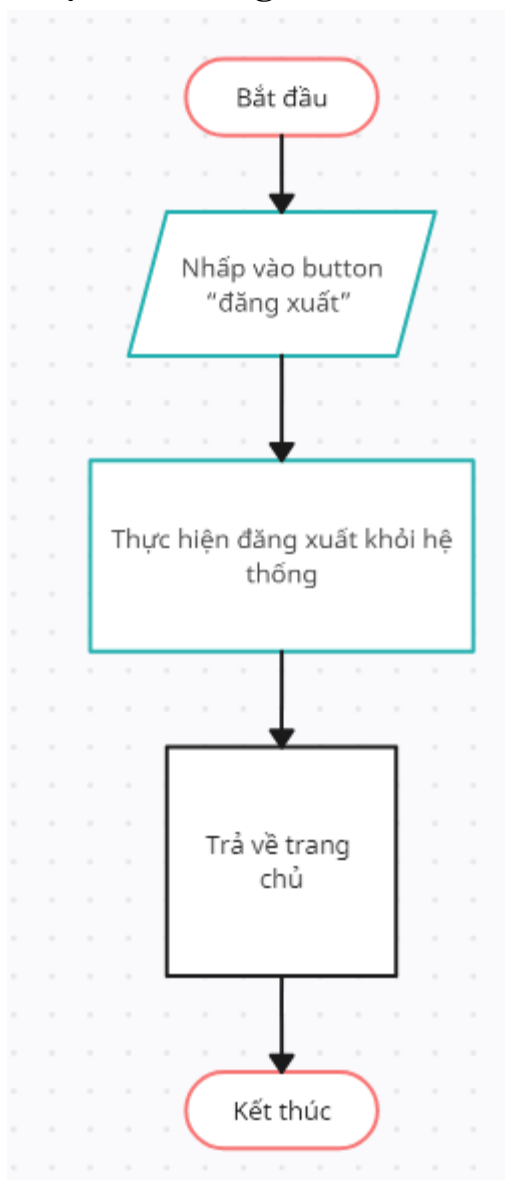 Bắt đầu
Nhấp vào button
“đăng xuất”
Thực hiện đăng xuất khỏi hệ
thống
Trả về trang
chủ
Kết thúc